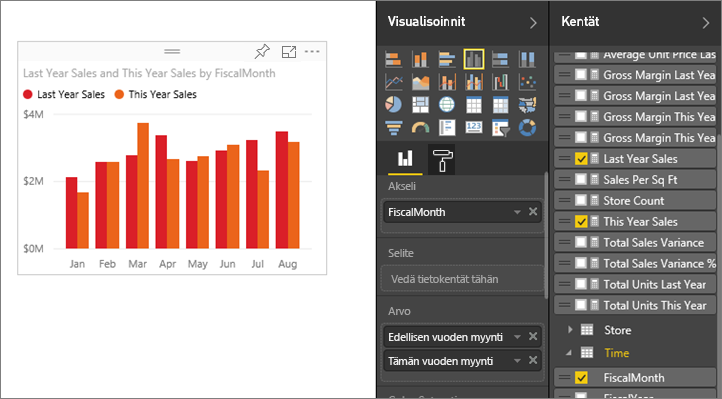 Visualisoinnit
Kentät
Last Year Sales and This Year Sales by FiscalMonth
Last Year Sales
This Year Sales
$4M
$2M
$0M
Jan
Feb
Mar
Apr
May
Jun
Jul
Aug
123
Akseli
FiscalMonth
Selite
Vedä tietokentät tähän
Arvo
Edellisen vuoden myynti
Tämän vuoden myynti
Average Unit Price Las
Gross Margin Last Yea
Gross Margin Last Yea
Gross Margin This Yea
Gross Margin This Yea
Last Year Sales
Sales Per Sq Ft
Store Count
This Year Sales
Total Sales Variance
Total Sales Variance %
Total Units Last Year
Total Units This Year
Store
Time
FiscalMonth